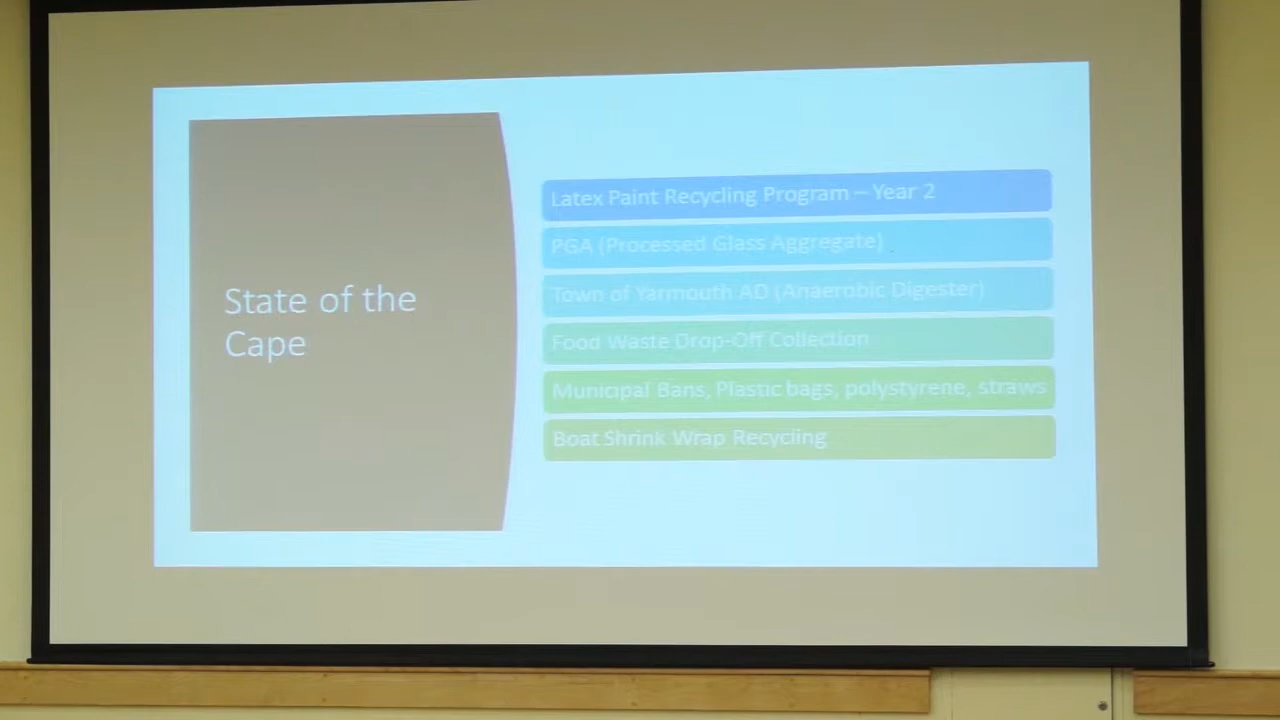 State of the
Cape
Latex Paint Recycling Program – Year 2
PGA (Processed Glass Aggregate)
Town of Yarmouth AD (Anaerobic Digester)
Food Waste Drop-Off Collection
Municipal Bans, Plastic bags, polystyrene, straws
Boat Shrink Wrap Recycling